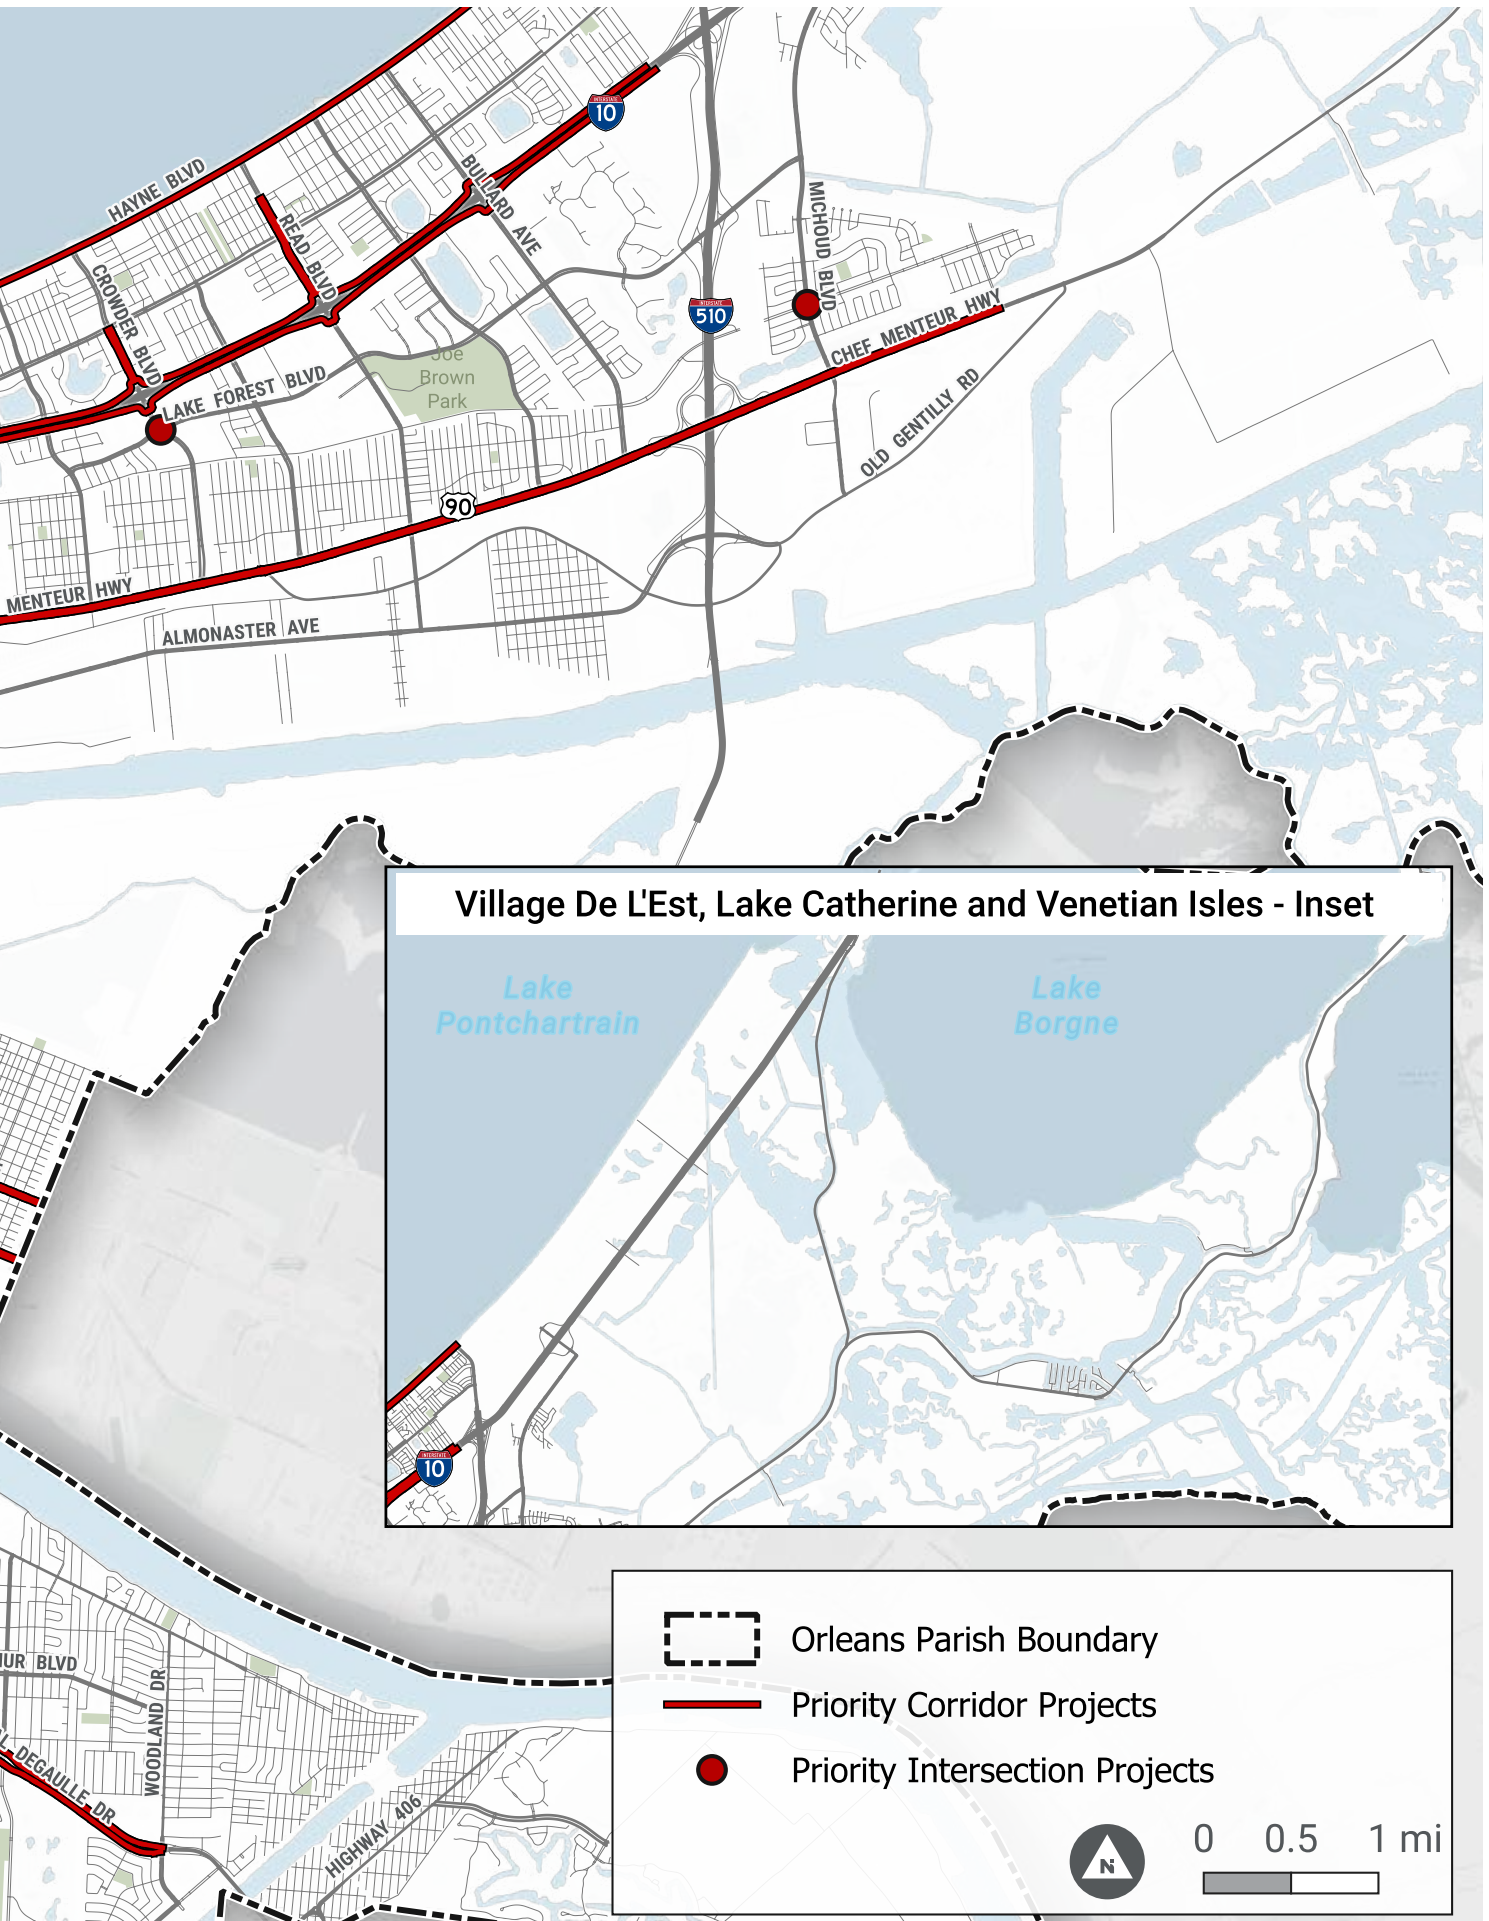 INTERSTATE
10
HAYNE BLVD
BULLARD AVE
READ BLVD
MICHOUD BLVD
CROWDER BLVD
INTERSTATE
510
CHEF MENTEUR HWY
Joe
Brown
Park
LAKE FOREST BLVD
OLD GENTILLY RD
90
MENTEUR HWY
ALMONASTER AVE
Village De L'Est, Lake Catherine and Venetian Isles - Inset
Lake
Pontchartrain
Lake
Borgne
INTERSTATE
10
Orleans Parish Boundary
Priority Corridor Projects
Priority Intersection Projects
UR BLVD
WOODLAND DR
L DEGAULLE DR
HIGHWAY 406
N
0 0.5 1 mi